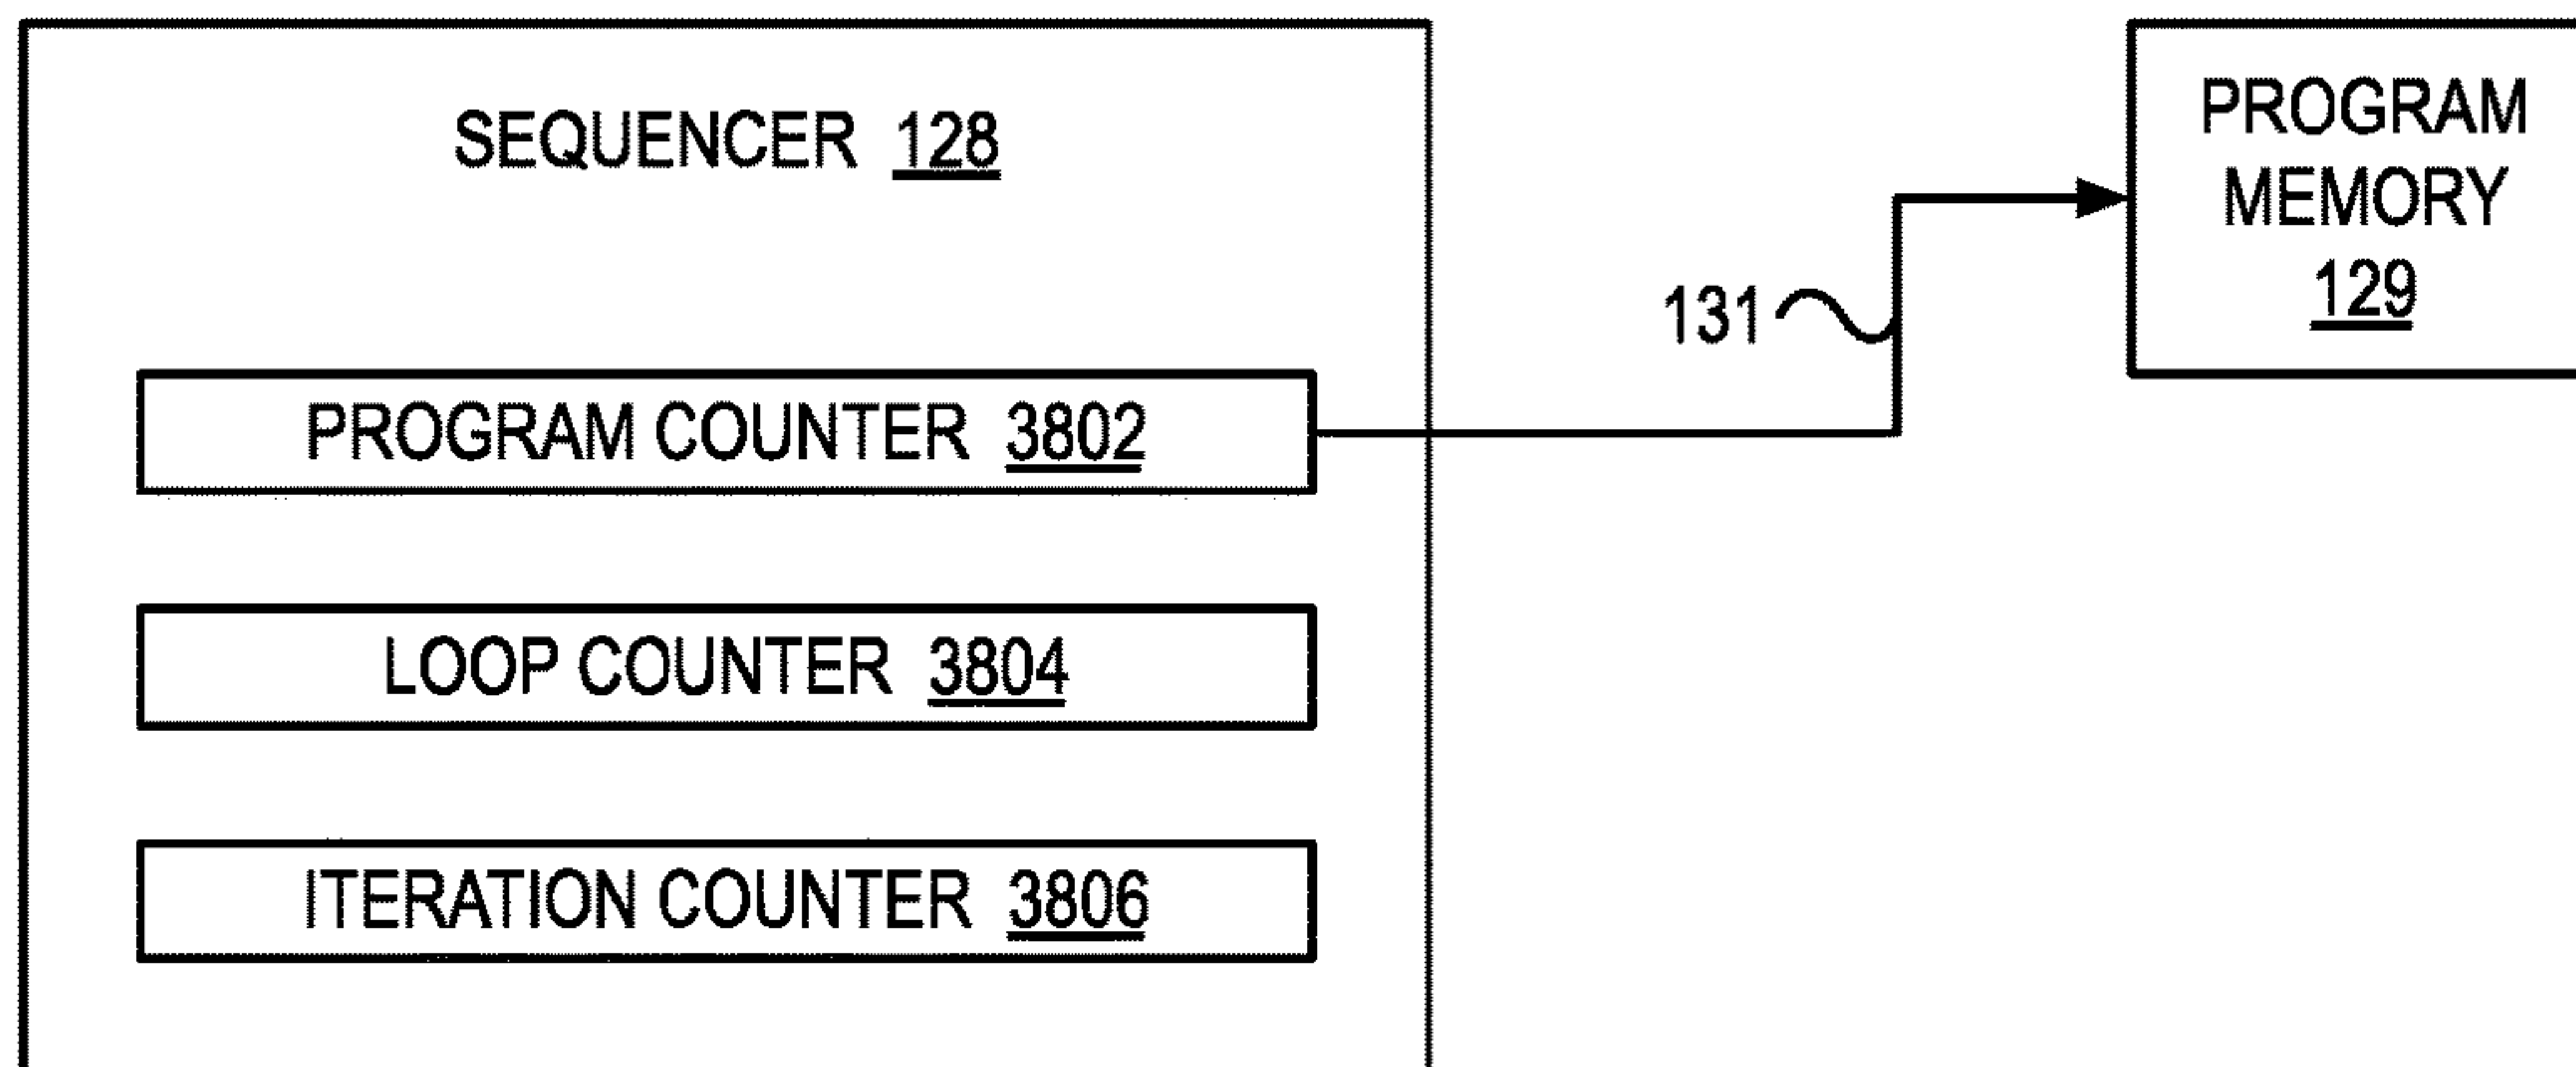 SEQUENCER 128
PROGRAM
MEMORY
129
131
PROGRAM COUNTER 3802
LOOP COUNTER 3804
ITERATION COUNTER 3806